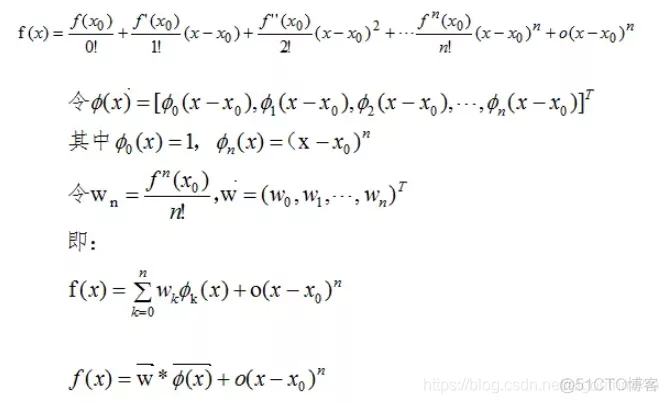 f(x) = f(x₀)/0! + f'(x₀)/1! (x−x₀) + f''(x₀)/2! (x−x₀)² + ⋯ fⁿ(x₀)/n! (x−x₀)ⁿ + o(x−x₀)ⁿ
令ϕ(x) = [ϕ₀(x−x₀),ϕ₁(x−x₀),ϕ₂(x−x₀),⋯,ϕₙ(x−x₀)]ᵀ
其中ϕ₀(x) = 1, ϕₙ(x) = (x−x₀)ⁿ
令wₙ = fⁿ(x₀)/n!, w = (w₀, w₁, ⋯, wₙ)ᵀ
即:
f(x) = ∑ₖ₌₀ⁿ wₖϕₖ(x) + o(x−x₀)ⁿ
f(x) = w̅ * ϕ(x)̅ + o(x−x₀)ⁿ
https://blog.csdn.ne
@51CTO博客